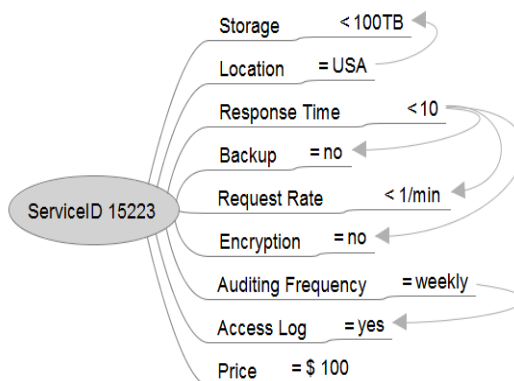 Storage < 100TB
Location = USA
Response Time < 10
Backup = no
Request Rate < 1/min
ServiceID 15223
Encryption = no
Auditing Frequency = weekly
Access Log = yes
Price = $ 100